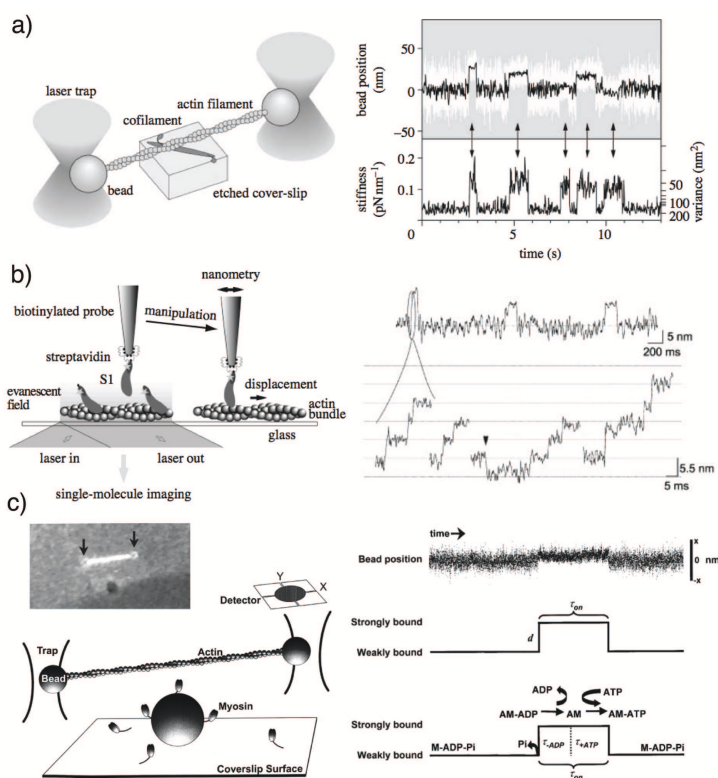 a)
laser trap
actin filament
cofilament
bead
etched cover-slip
bead position
(nm)
50
0
−50
stiffness
(pN nm⁻¹)
0.2
0.1
variance (nm²)
50
100
200
0
5
10
time (s)
b)
nanometry
biotinylated probe
manipulation
streptavidin
S1
evanescent
field
displacement
actin
bundle
glass
laser in
laser out
single-molecule imaging
5 nm
200 ms
5.5 nm
5 ms
c)
Y
X
Detector
Trap
Bead
Actin
Myosin
Coverslip Surface
time
Bead position
x
0 nm
-x
τon
Strongly bound
d
Weakly bound
ADP
ATP
AM-ADP
AM
AM-ATP
Strongly bound
Pi
τ-ADP
τ+ATP
Weakly bound
M-ADP-Pi
M-ADP-Pi
τon